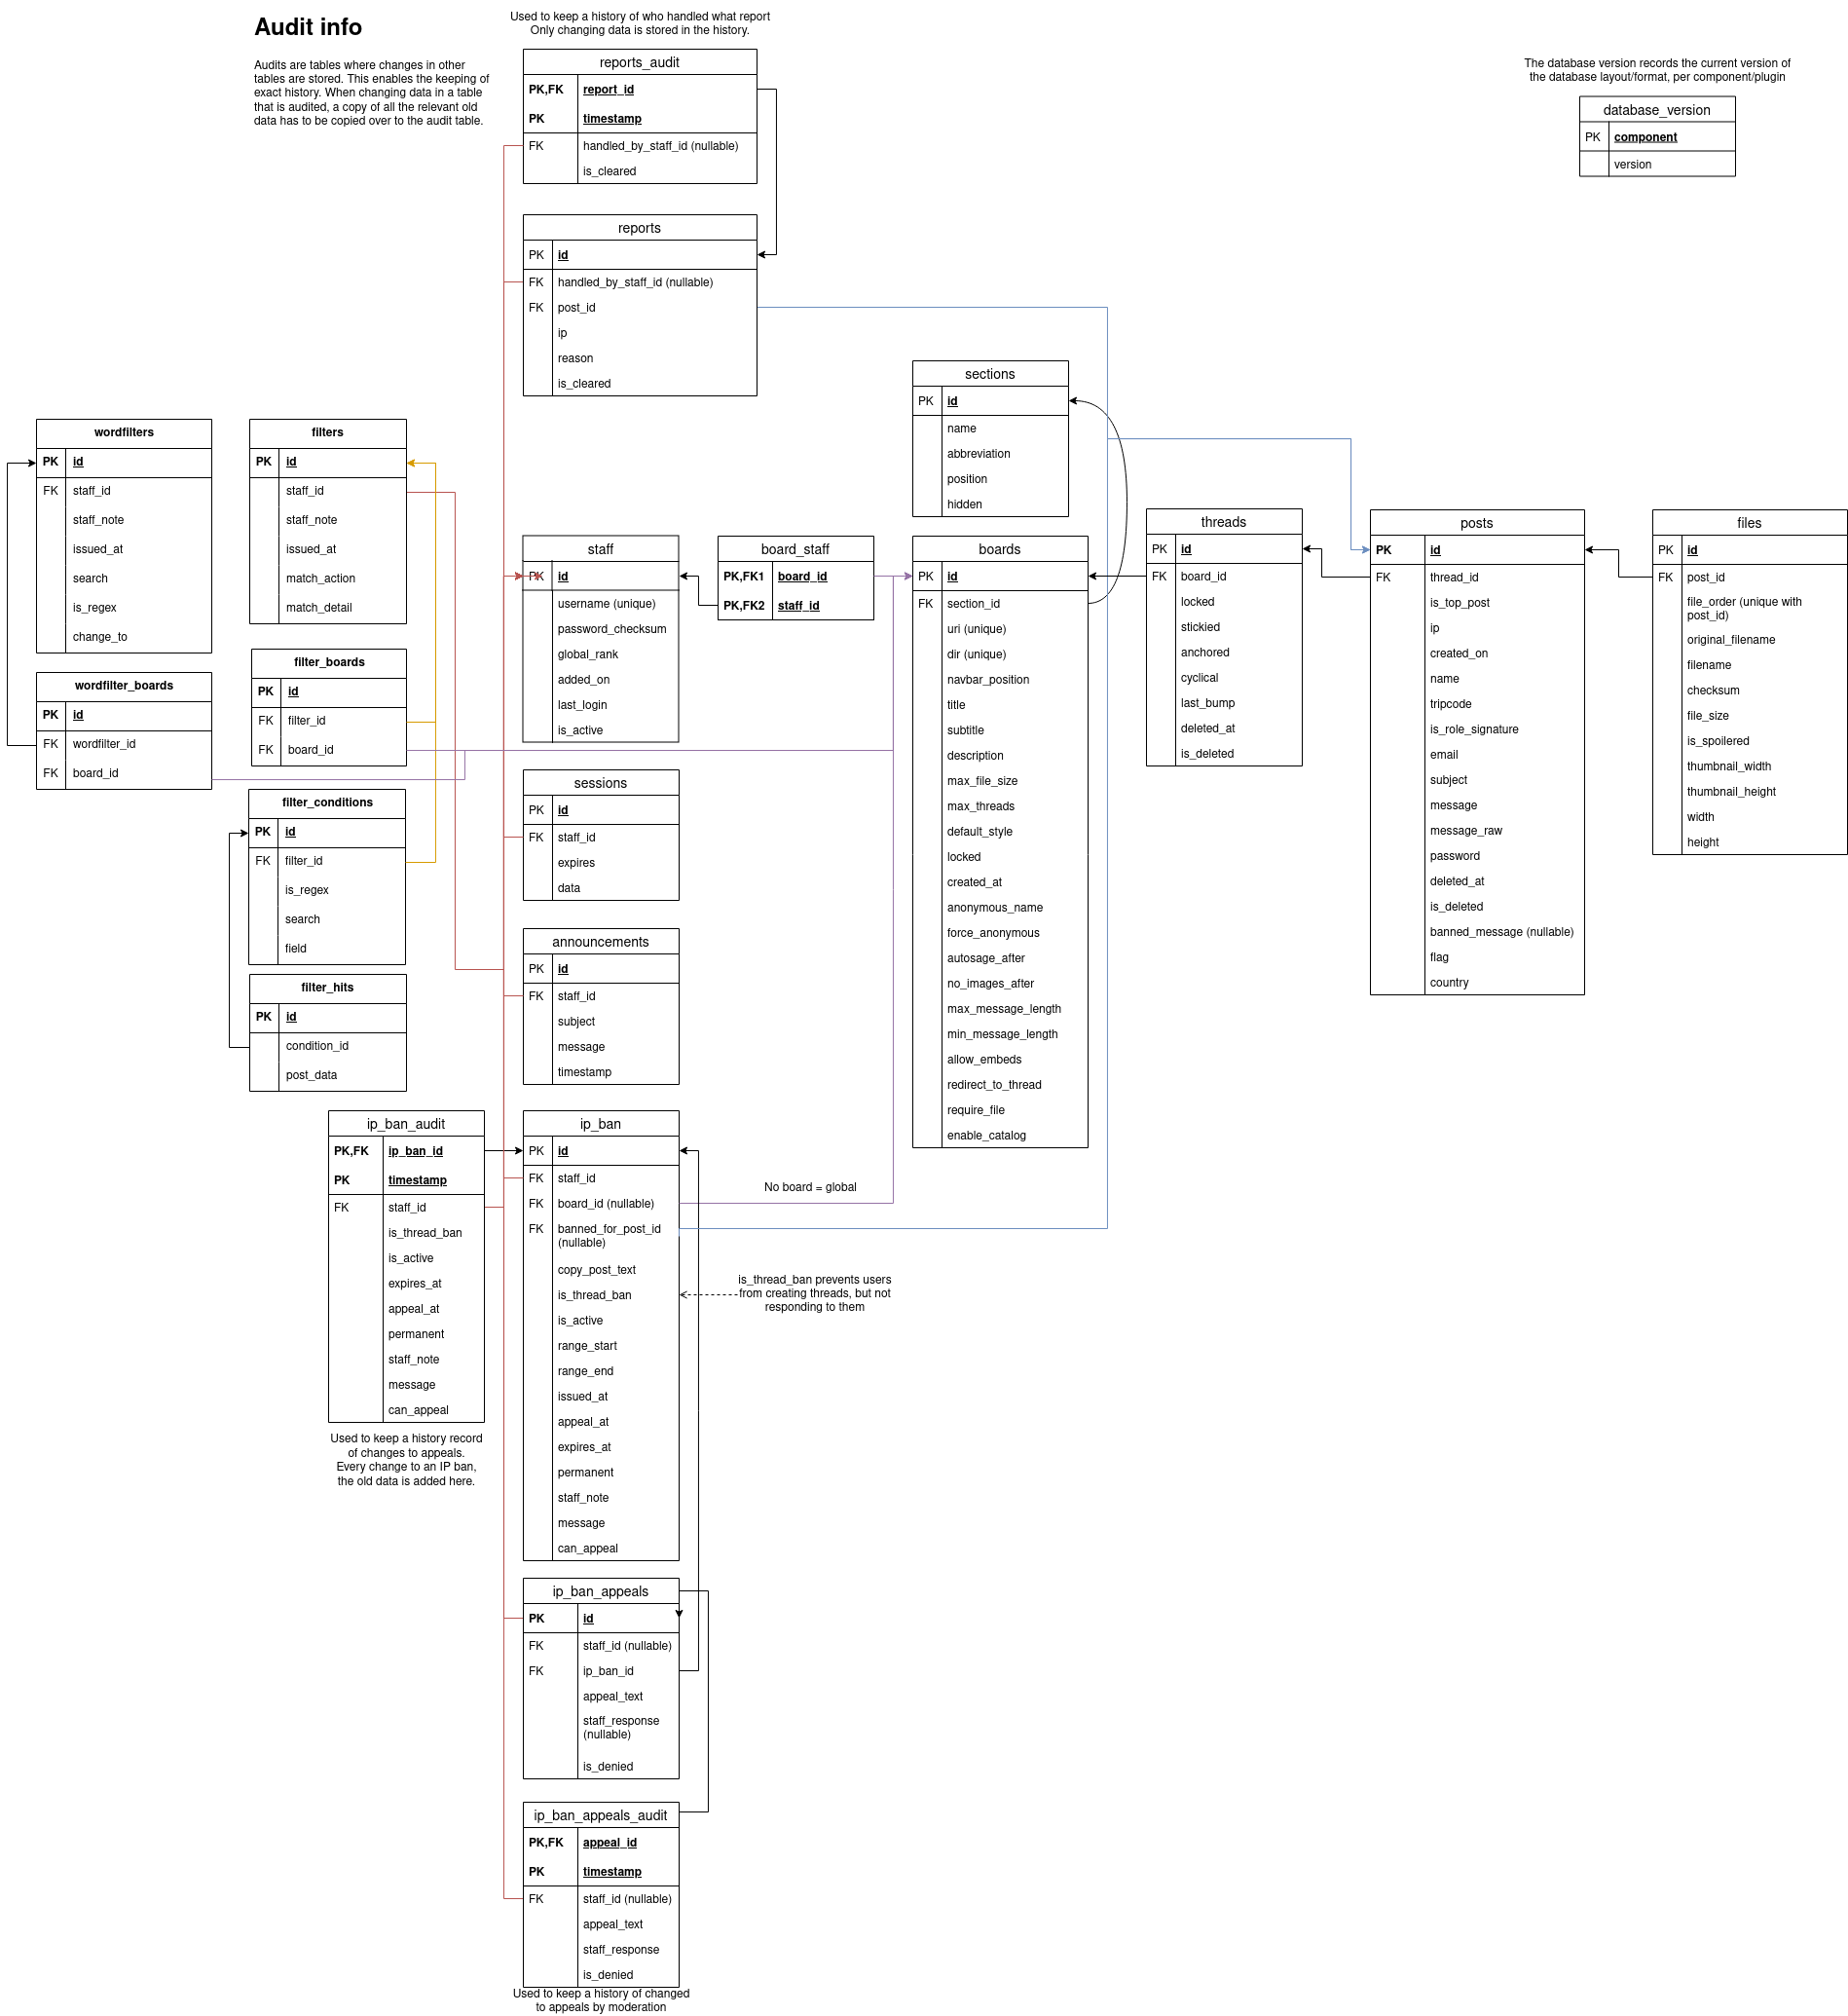 Audit info
Audits are tables where changes in other
tables are stored. This enables the keeping of
exact history. When changing data in a table
that is audited, a copy of all the relevant old
data has to be copied over to the audit table.
Used to keep a history of who handled what report
Only changing data is stored in the history.
reports_audit
PK,FK report_id
PK timestamp
FK handled_by_staff_id (nullable)
is_cleared
The database version records the current version of
the database layout/format, per component/plugin
database_version
PK component
version
reports
PK id
FK handled_by_staff_id (nullable)
FK post_id
ip
reason
is_cleared
sections
PK id
name
abbreviation
position
hidden
wordfilters
PK id
FK staff_id
staff_note
issued_at
search
is_regex
change_to
filters
PK id
staff_id
staff_note
issued_at
match_action
match_detail
wordfilter_boards
PK id
FK wordfilter_id
FK board_id
filter_boards
PK id
FK filter_id
FK board_id
filter_conditions
PK id
FK filter_id
is_regex
search
field
filter_hits
PK id
condition_id
post_data
staff
PK id
username (unique)
password_checksum
global_rank
added_on
last_login
is_active
board_staff
PK,FK1 board_id
PK,FK2 staff_id
boards
PK id
FK section_id
uri (unique)
dir (unique)
navbar_position
title
subtitle
description
max_file_size
max_threads
default_style
locked
created_at
anonymous_name
force_anonymous
autosage_after
no_images_after
max_message_length
min_message_length
allow_embeds
redirect_to_thread
require_file
enable_catalog
threads
PK id
FK board_id
locked
stickied
anchored
cyclical
last_bump
deleted_at
is_deleted
posts
PK id
FK thread_id
is_top_post
ip
created_on
name
tripcode
is_role_signature
email
subject
message
message_raw
password
deleted_at
is_deleted
banned_message (nullable)
flag
country
files
PK id
FK post_id
file_order (unique with
post_id)
original_filename
filename
checksum
file_size
is_spoilered
thumbnail_width
thumbnail_height
width
height
sessions
PK id
FK staff_id
expires
data
announcements
PK id
FK staff_id
subject
message
timestamp
ip_ban_audit
PK,FK ip_ban_id
PK timestamp
FK staff_id
is_thread_ban
is_active
expires_at
appeal_at
permanent
staff_note
message
can_appeal
Used to keep a history record
of changes to appeals.
Every change to an IP ban,
the old data is added here.
ip_ban
PK id
FK staff_id
FK board_id (nullable)
FK banned_for_post_id
(nullable)
copy_post_text
is_thread_ban
is_active
range_start
range_end
issued_at
appeal_at
expires_at
permanent
staff_note
message
can_appeal
No board = global
is_thread_ban prevents users
from creating threads, but not
responding to them
ip_ban_appeals
PK id
FK staff_id (nullable)
FK ip_ban_id
appeal_text
staff_response
(nullable)
is_denied
ip_ban_appeals_audit
PK,FK appeal_id
PK timestamp
FK staff_id (nullable)
appeal_text
staff_response
is_denied
Used to keep a history of changed
to appeals by moderation